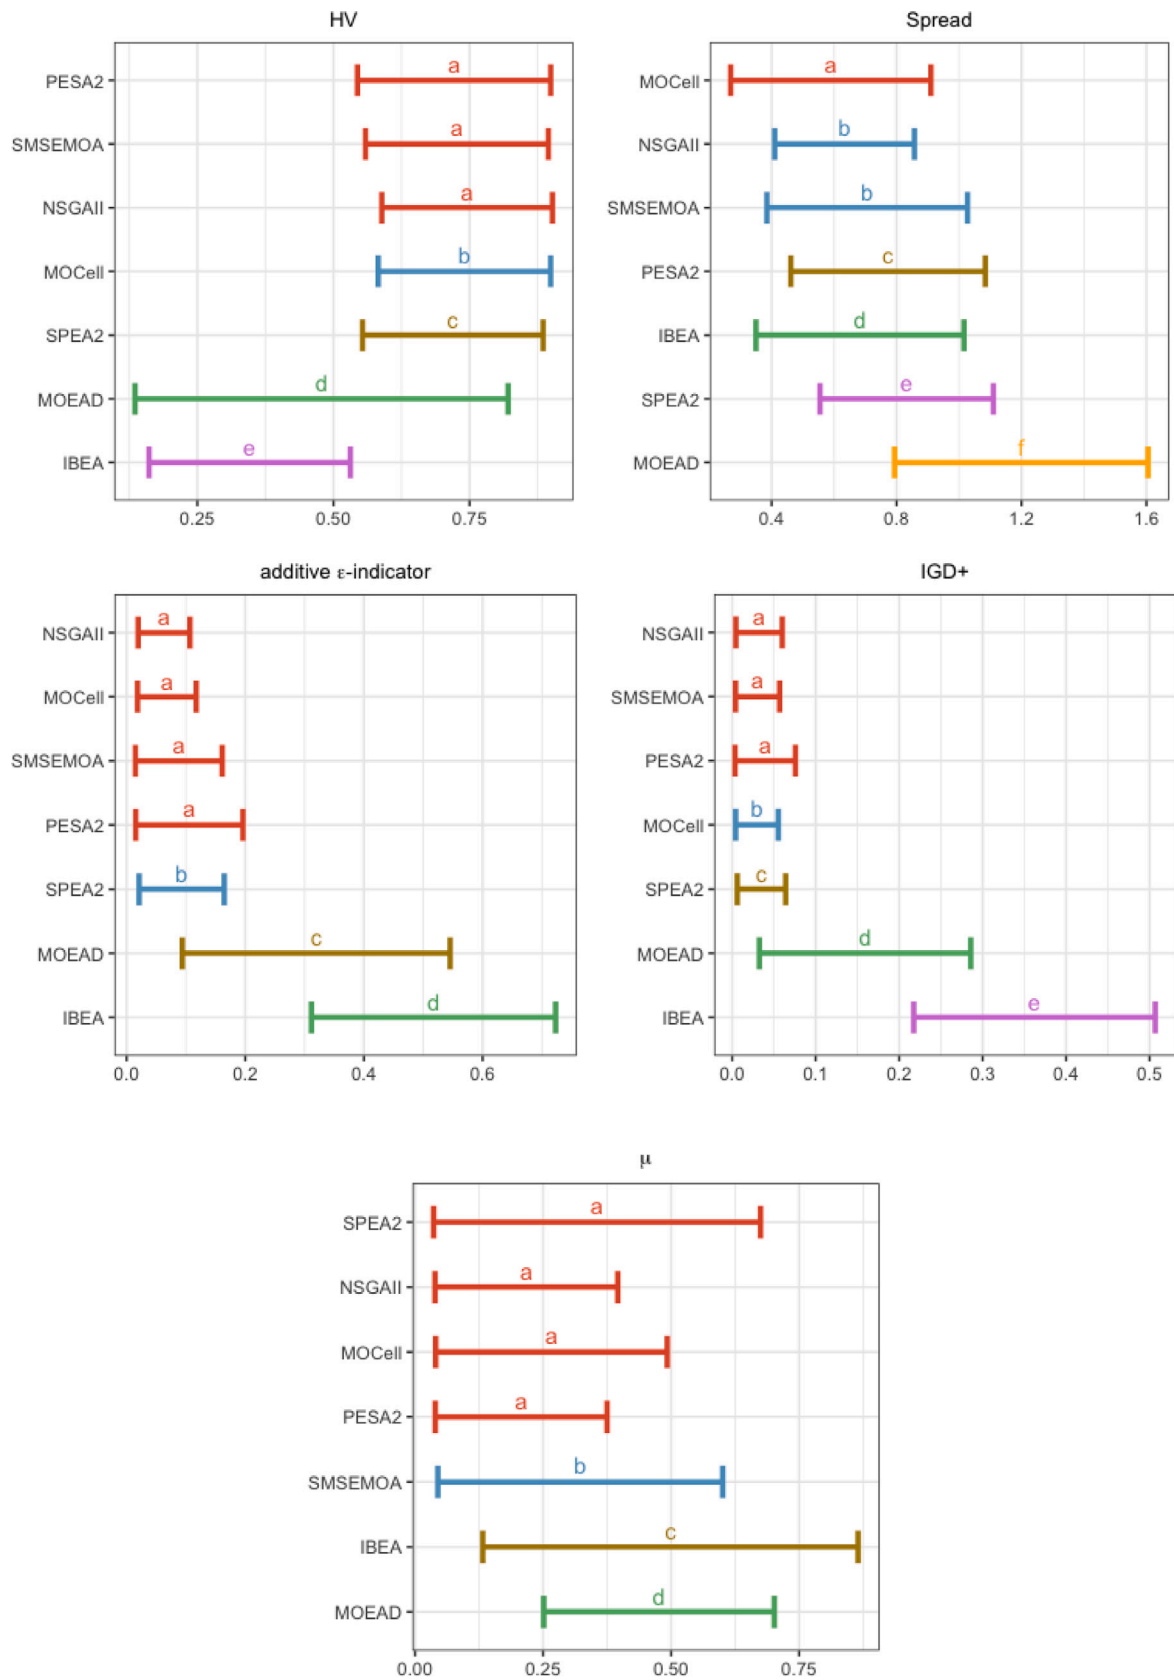 HV
PESA2 a
SMSEMOA a
NSGAII a
MOCell b
SPEA2 c
MOEAD d
IBEA e
0.25 0.50 0.75
Spread
MOCell a
NSGAII b
SMSEMOA b
PESA2 c
IBEA d
SPEA2 e
MOEAD f
0.4 0.8 1.2 1.6
additive ε-indicator
NSGAII a
MOCell a
SMSEMOA a
PESA2 a
SPEA2 b
MOEAD c
IBEA d
0.0 0.2 0.4 0.6
IGD+
NSGAII a
SMSEMOA a
PESA2 a
MOCell b
SPEA2 c
MOEAD d
IBEA e
0.0 0.1 0.2 0.3 0.4 0.5
μ
SPEA2 a
NSGAII a
MOCell a
PESA2 a
SMSEMOA b
IBEA c
MOEAD d
0.00 0.25 0.50 0.75